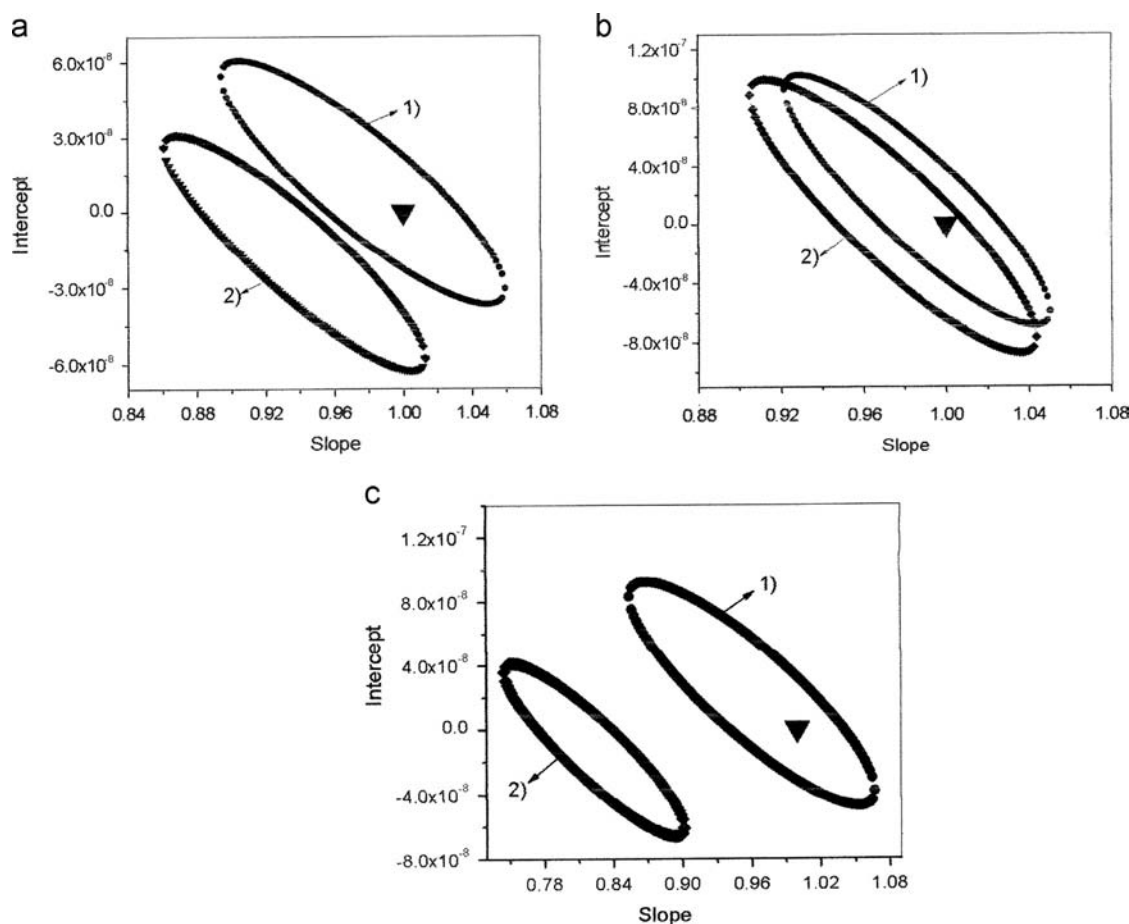 a
6.0x10⁻⁸
3.0x10⁻⁸
0.0
-3.0x10⁻⁸
-6.0x10⁻⁸
Intercept
1)
2)
0.84 0.88 0.92 0.96 1.00 1.04 1.08
Slope
b
1.2x10⁻⁷
8.0x10⁻⁸
4.0x10⁻⁸
0.0
-4.0x10⁻⁸
-8.0x10⁻⁸
Intercept
1)
2)
0.88 0.92 0.96 1.00 1.04 1.08
Slope
c
1.2x10⁻⁷
8.0x10⁻⁸
4.0x10⁻⁸
0.0
-4.0x10⁻⁸
-8.0x10⁻⁸
Intercept
1)
2)
0.78 0.84 0.90 0.96 1.02 1.08
Slope